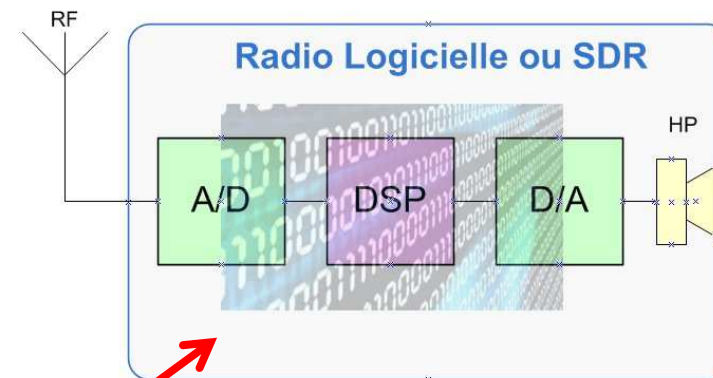 RF
Radio Logicielle ou SDR
HP
A/D
DSP
D/A